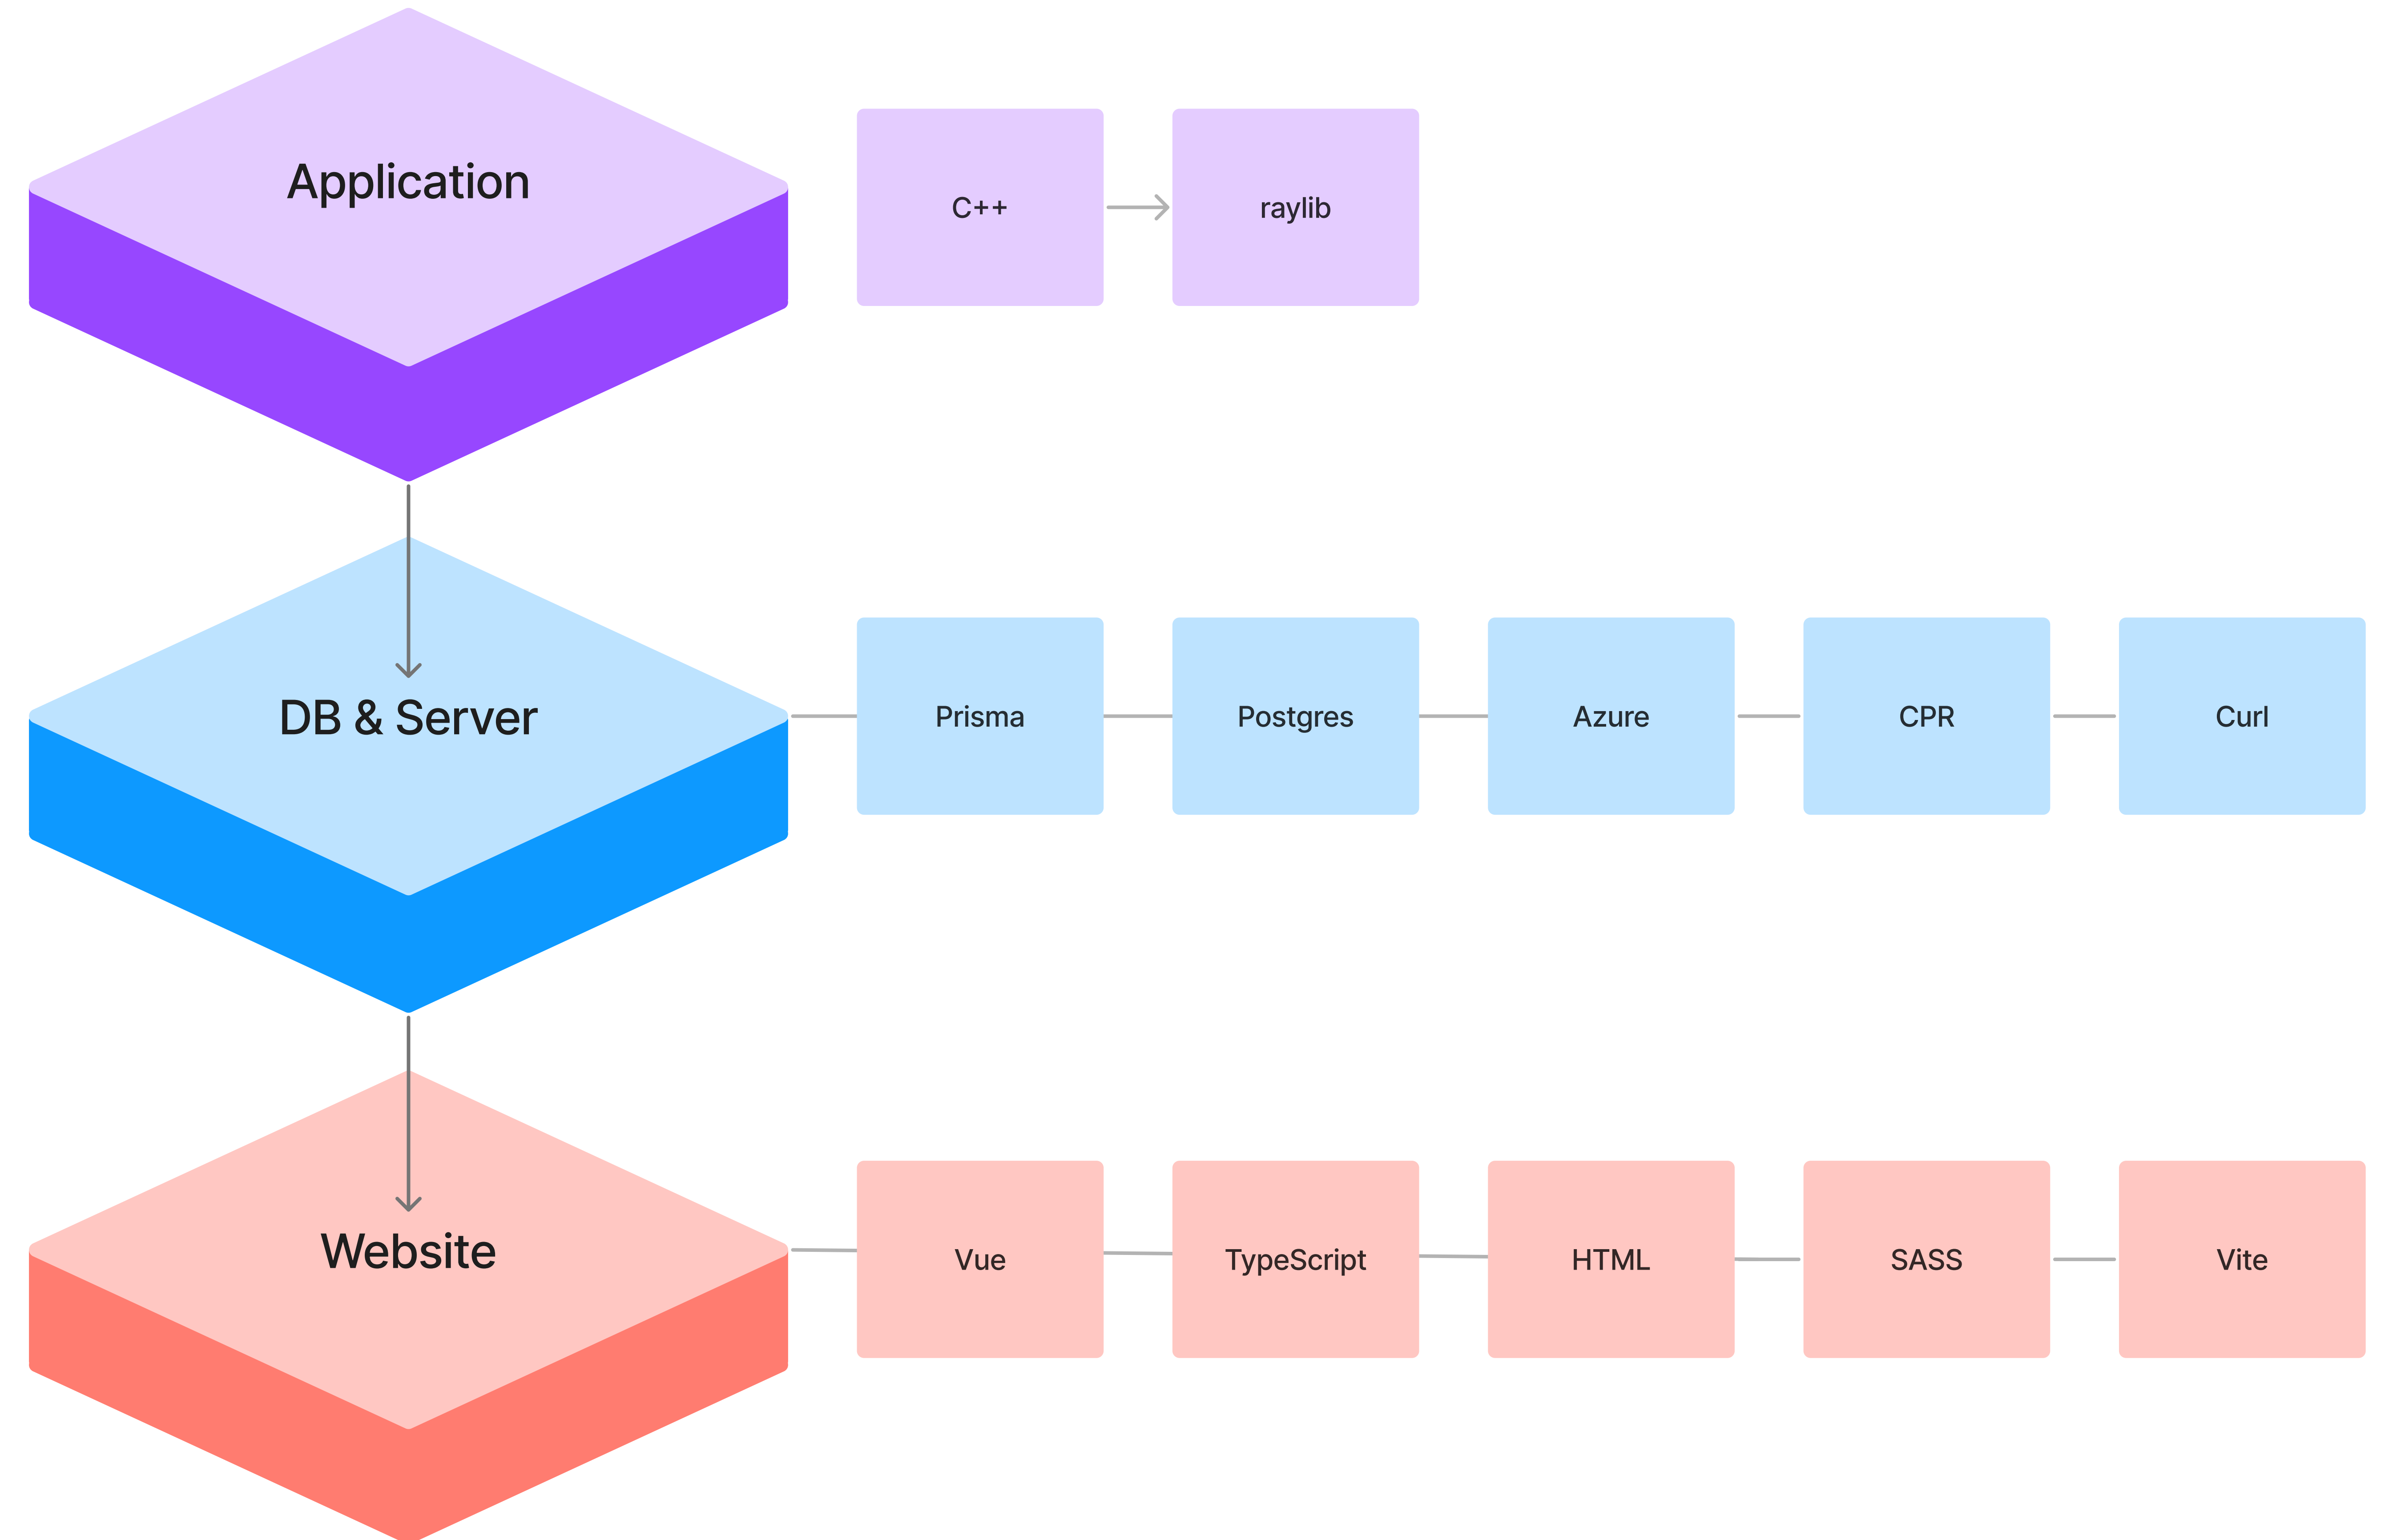 Application
C++
raylib
DB & Server
Prisma
Postgres
Azure
CPR
Curl
Website
Vue
TypeScript
HTML
SASS
Vite